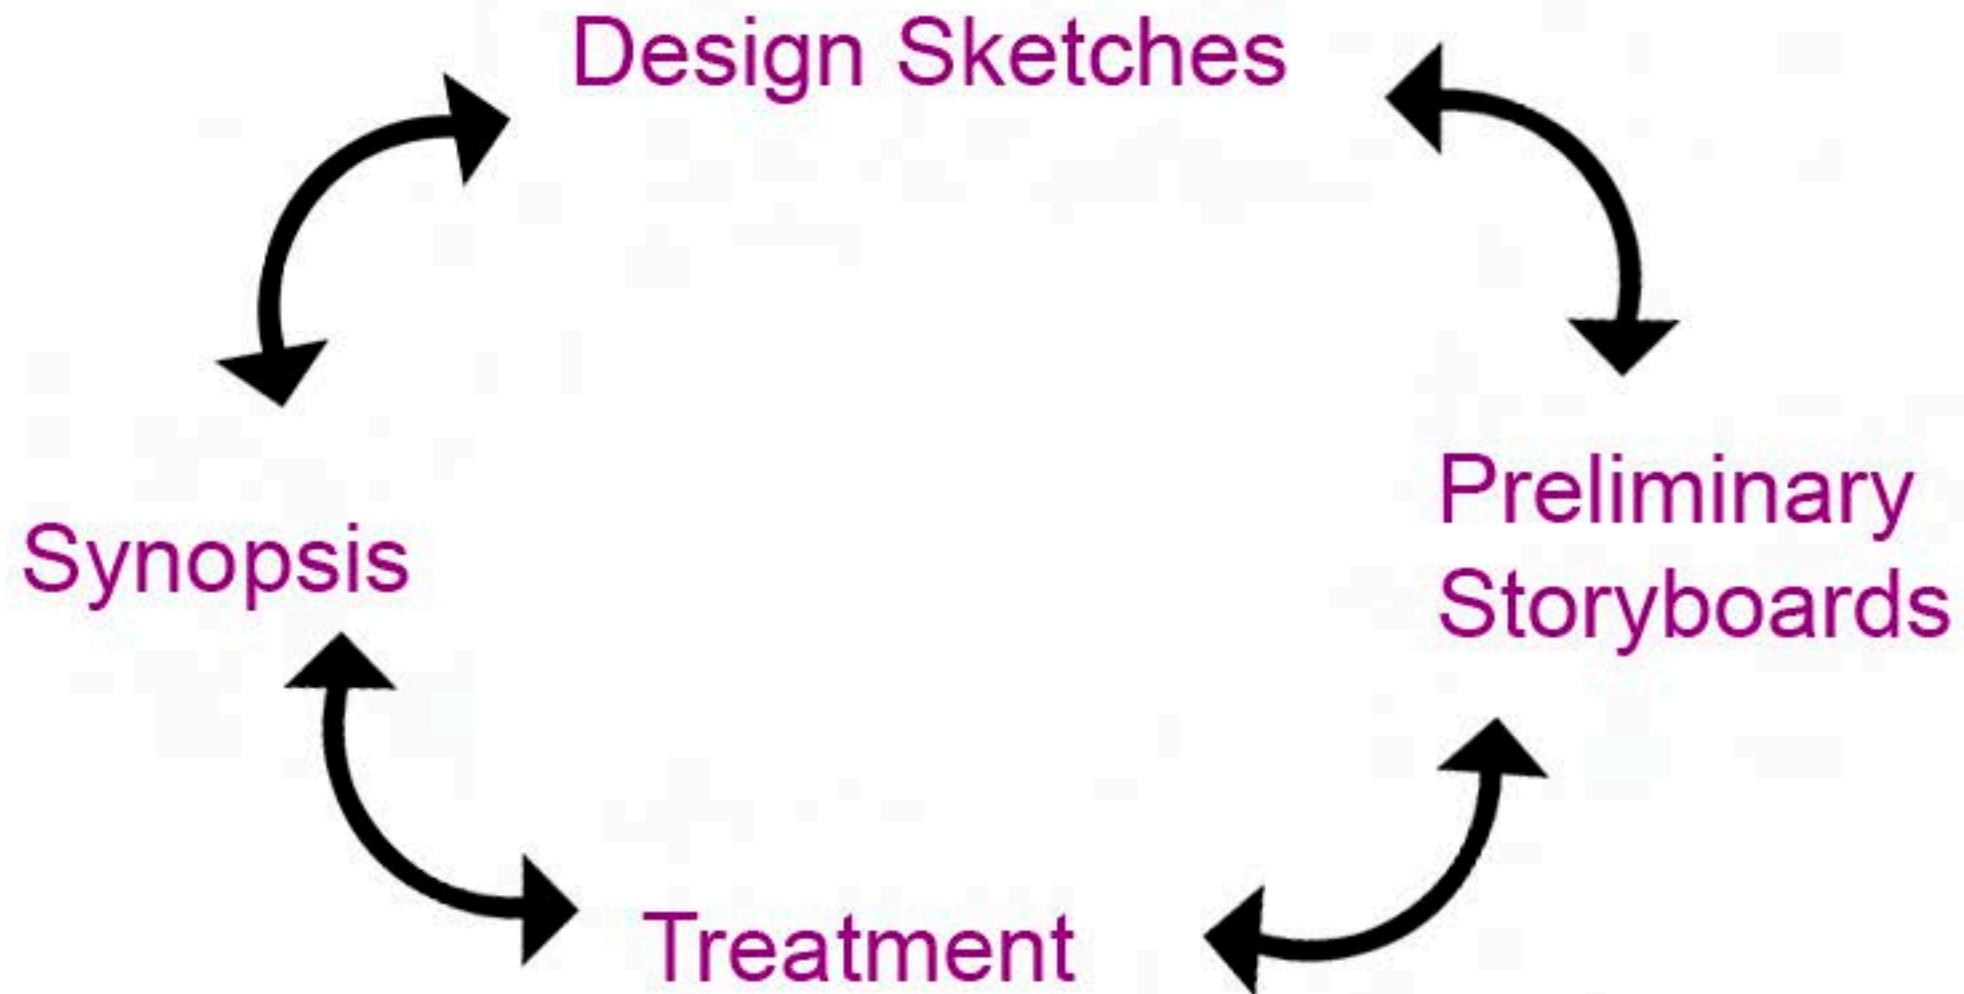 Design Sketches
Preliminary
Storyboards
Synopsis
Treatment